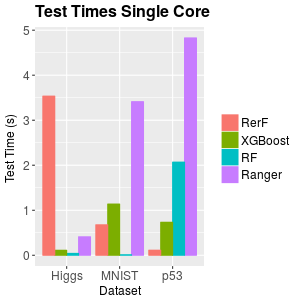 Test Times Single Core
Test Time (s)
5
4
3
2
1
0
Higgs
MNIST
p53
Dataset
RerF
XGBoost
RF
Ranger